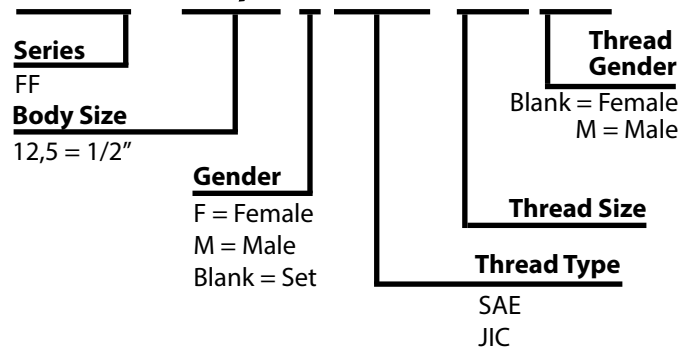 Series
FF
Body Size
12,5 = 1/2”
Gender
F = Female
M = Male
Blank = Set
Thread
Gender
Blank = Female
M = Male
Thread Size
Thread Type
SAE
JIC